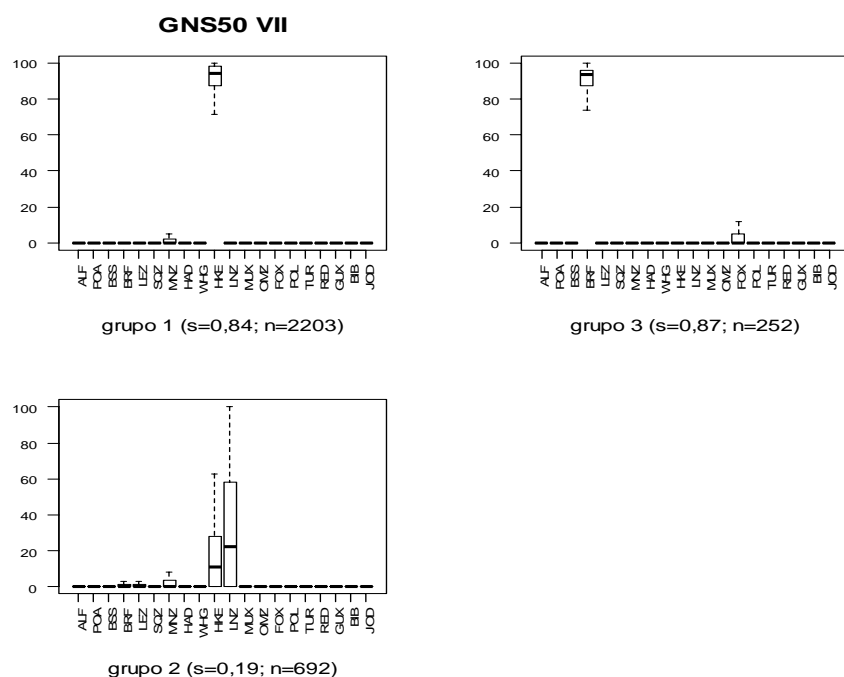 GNS50 VII
100
80
60
40
20
0
ALF POA BSS BRF LEZ SQZ MNZ HAD WHG HKE LNZ MUX OMZ FOX POL TUR RED GUX BIB JOD
grupo 1 (s=0,84; n=2203)
100
80
60
40
20
0
ALF POA BSS BRF LEZ SQZ MNZ HAD WHG HKE LNZ MUX OMZ FOX POL TUR RED GUX BIB JOD
grupo 3 (s=0,87; n=252)
100
80
60
40
20
0
ALF POA BSS BRF LEZ SQZ MNZ HAD WHG HKE LNZ MUX OMZ FOX POL TUR RED GUX BIB JOD
grupo 2 (s=0,19; n=692)